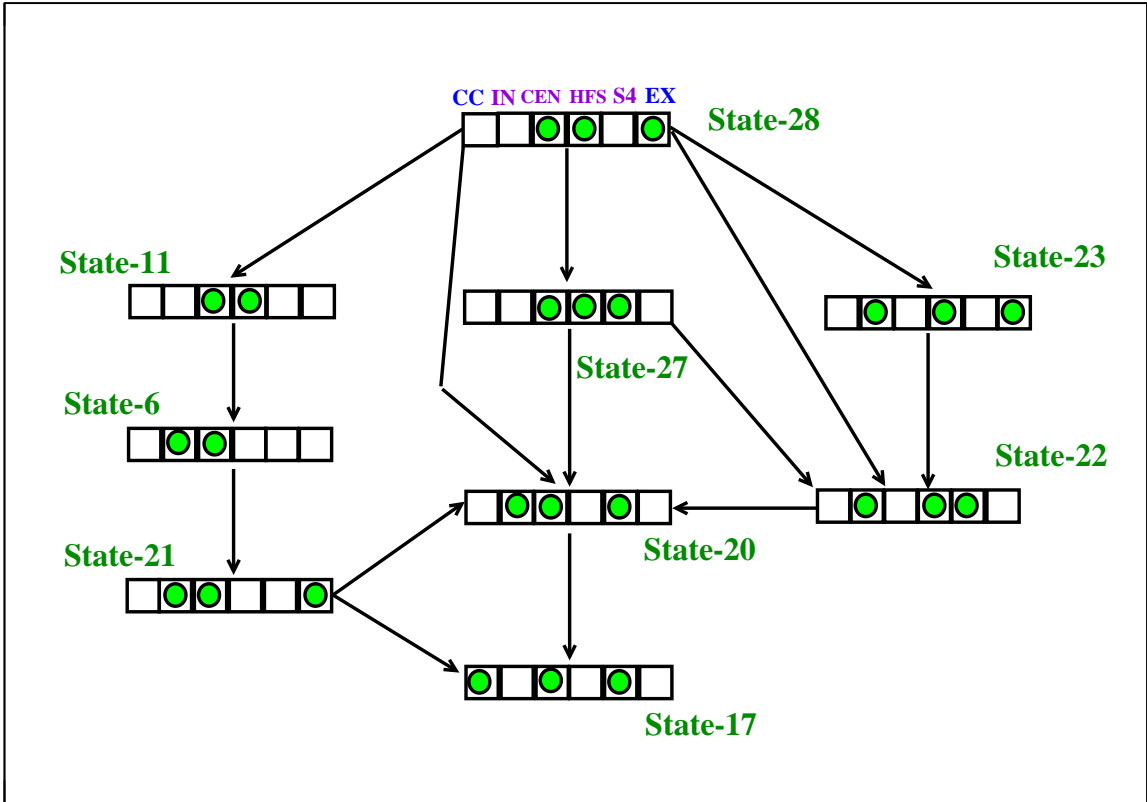 CC IN CEN HFS S4 EX
State-28
State-11
State-23
State-27
State-6
State-22
State-20
State-21
State-17